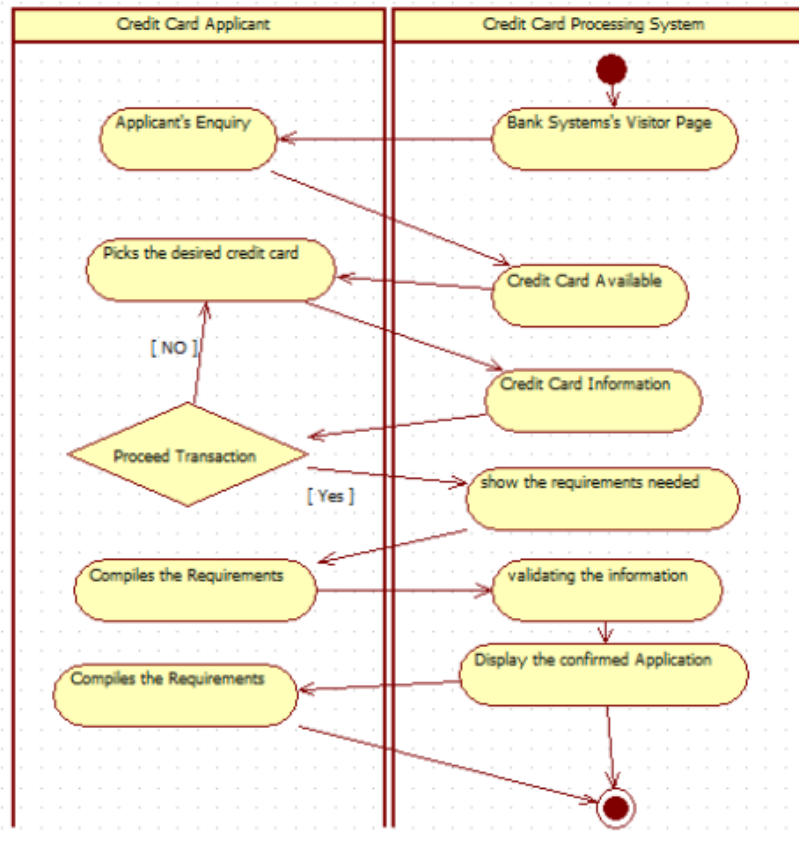 Credit Card Applicant
Credit Card Processing System
Applicant's Enquiry
Bank Systems's Visitor Page
Picks the desired credit card
Credit Card Available
[ NO ]
Credit Card Information
Proceed Transaction
[ Yes ]
show the requirements needed
Compiles the Requirements
validating the information
Compiles the Requirements
Display the confirmed Application